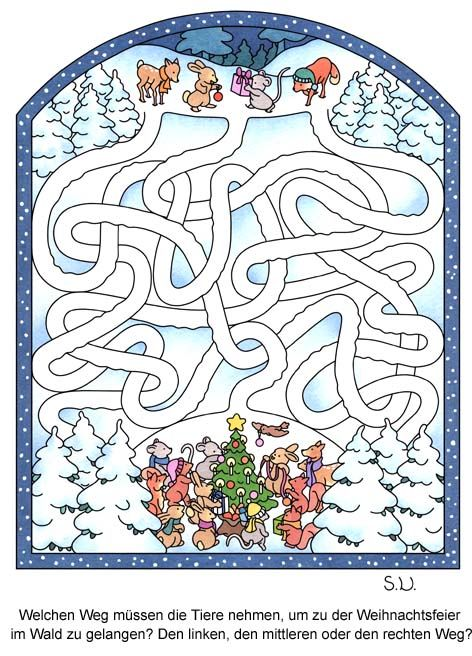 S.V.
Welchen Weg müssen die Tiere nehmen, um zu der Weihnachtsfeier
im Wald zu gelangen? Den linken, den mittleren oder den rechten Weg?